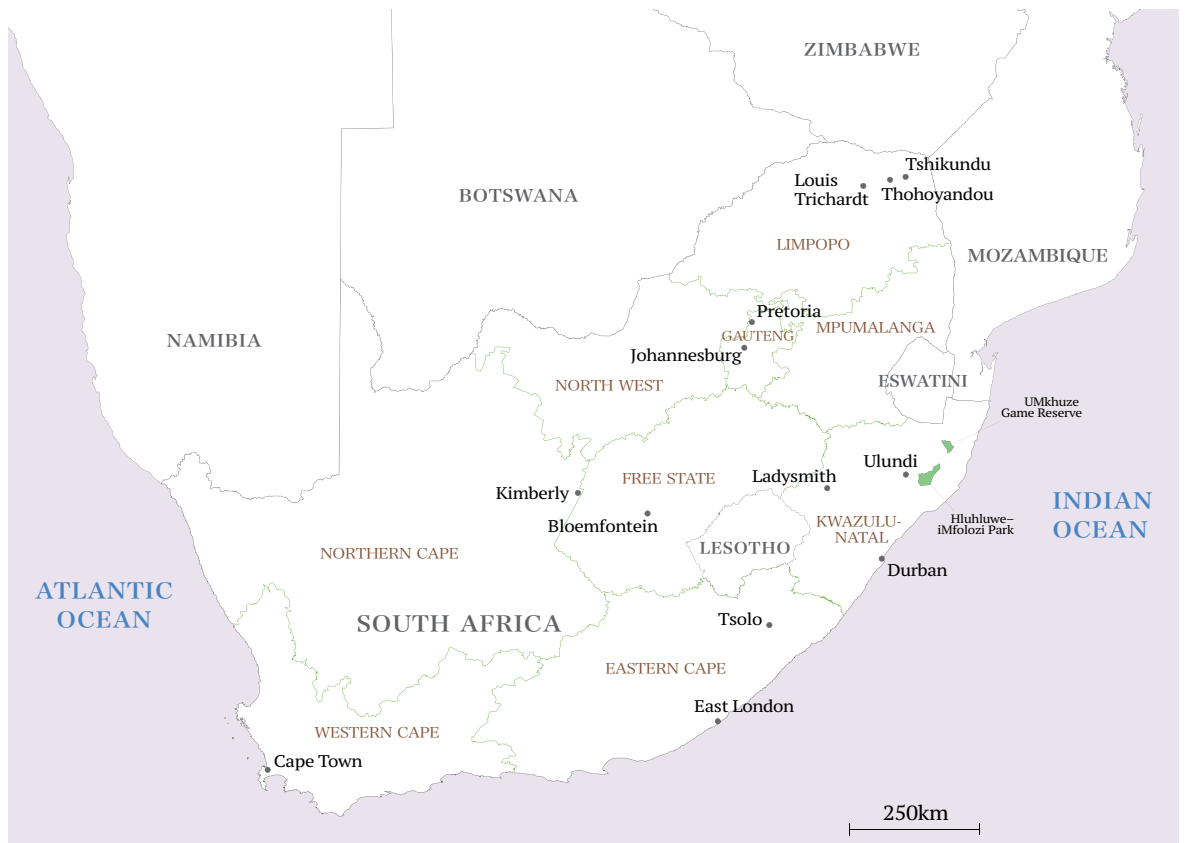 ZIMBABWE
Tshikundu
Louis
Trichardt
Thohoyandou
BOTSWANA
LIMPOPO
MOZAMBIQUE
Pretoria
GAUTENG
MPUMALANGA
NAMIBIA
Johannesburg
NORTH WEST
ESWATINI
UMkhuze
Game Reserve
Ulundi
Ladysmith
FREE STATE
Kimberly
INDIAN
OCEAN
Bloemfontein
KWAZULU-
NATAL
Hluhluwe–
iMfolozi Park
LESOTHO
NORTHERN CAPE
Durban
ATLANTIC
OCEAN
SOUTH AFRICA
Tsolo
EASTERN CAPE
East London
WESTERN CAPE
Cape Town
250km